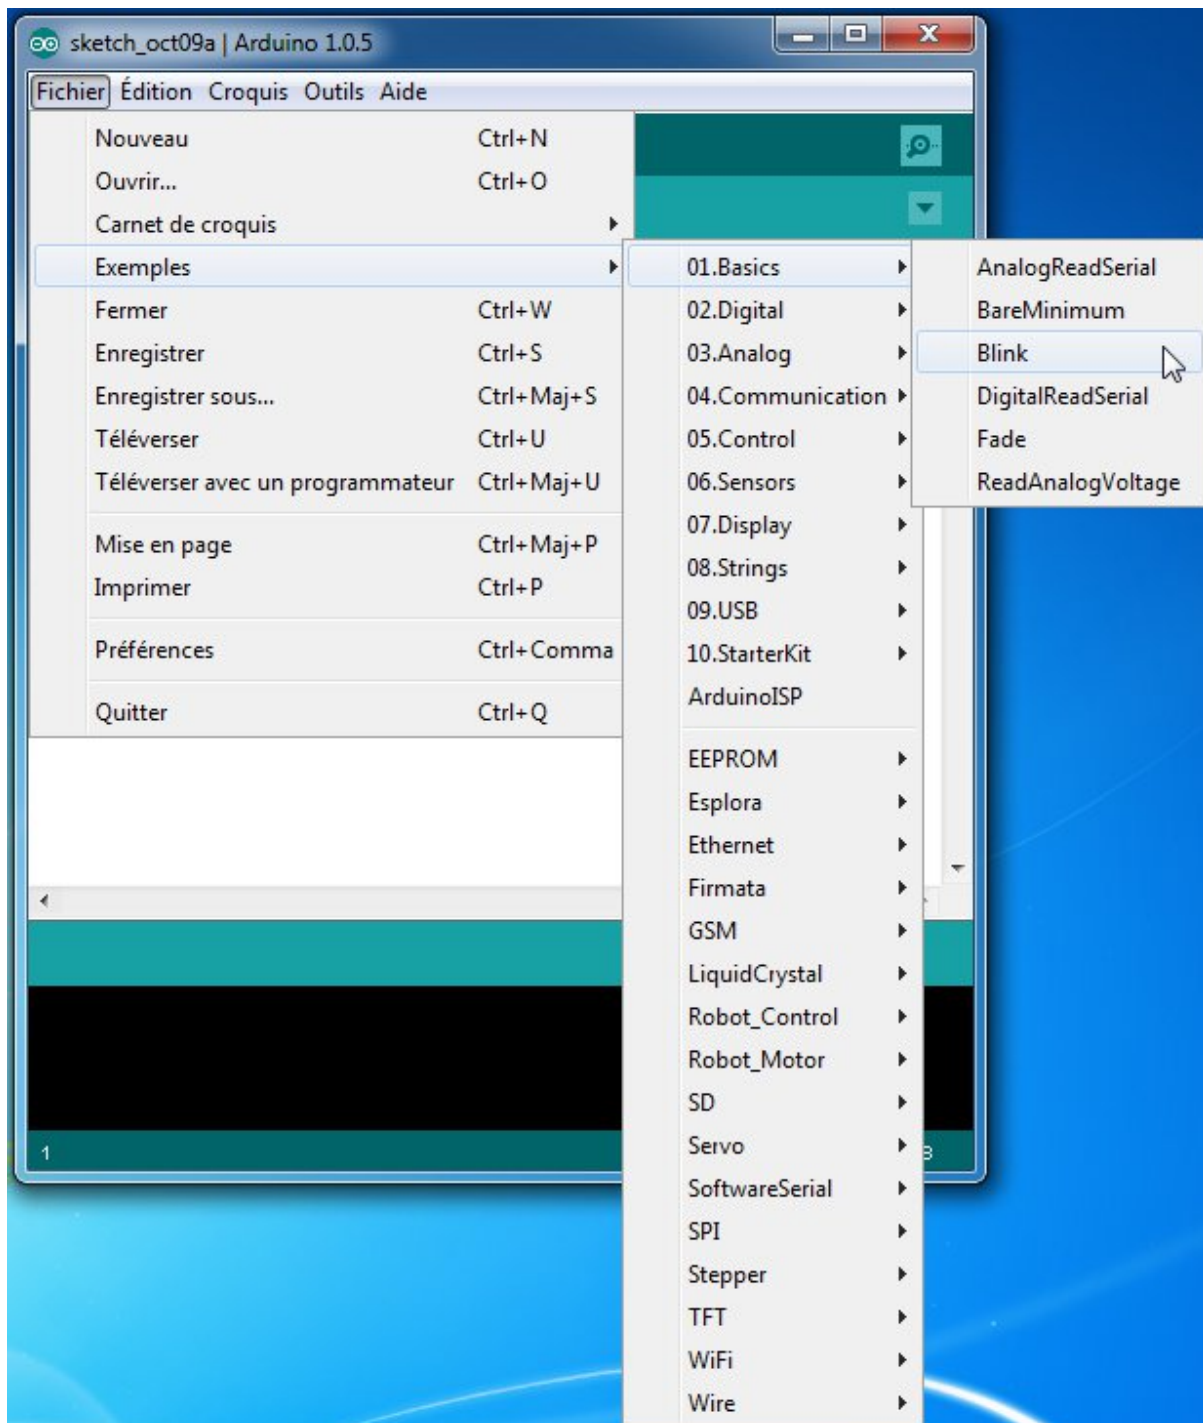 sketch_oct09a | Arduino 1.0.5
Fichier Édition Croquis Outils Aide
Nouveau Ctrl+N
Ouvrir... Ctrl+O
Carnet de croquis
Exemples
Fermer Ctrl+W
Enregistrer Ctrl+S
Enregistrer sous... Ctrl+Maj+S
Téléverser Ctrl+U
Téléverser avec un programmateur Ctrl+Maj+U
Mise en page Ctrl+Maj+P
Imprimer Ctrl+P
Préférences Ctrl+Comma
Quitter Ctrl+Q
01.Basics
02.Digital
03.Analog
04.Communication
05.Control
06.Sensors
07.Display
08.Strings
09.USB
10.StarterKit
ArduinoISP
EEPROM
Esplora
Ethernet
Firmata
GSM
LiquidCrystal
Robot_Control
Robot_Motor
SD
Servo
SoftwareSerial
SPI
Stepper
TFT
WiFi
Wire
AnalogReadSerial
BareMinimum
Blink
DigitalReadSerial
Fade
ReadAnalogVoltage
1